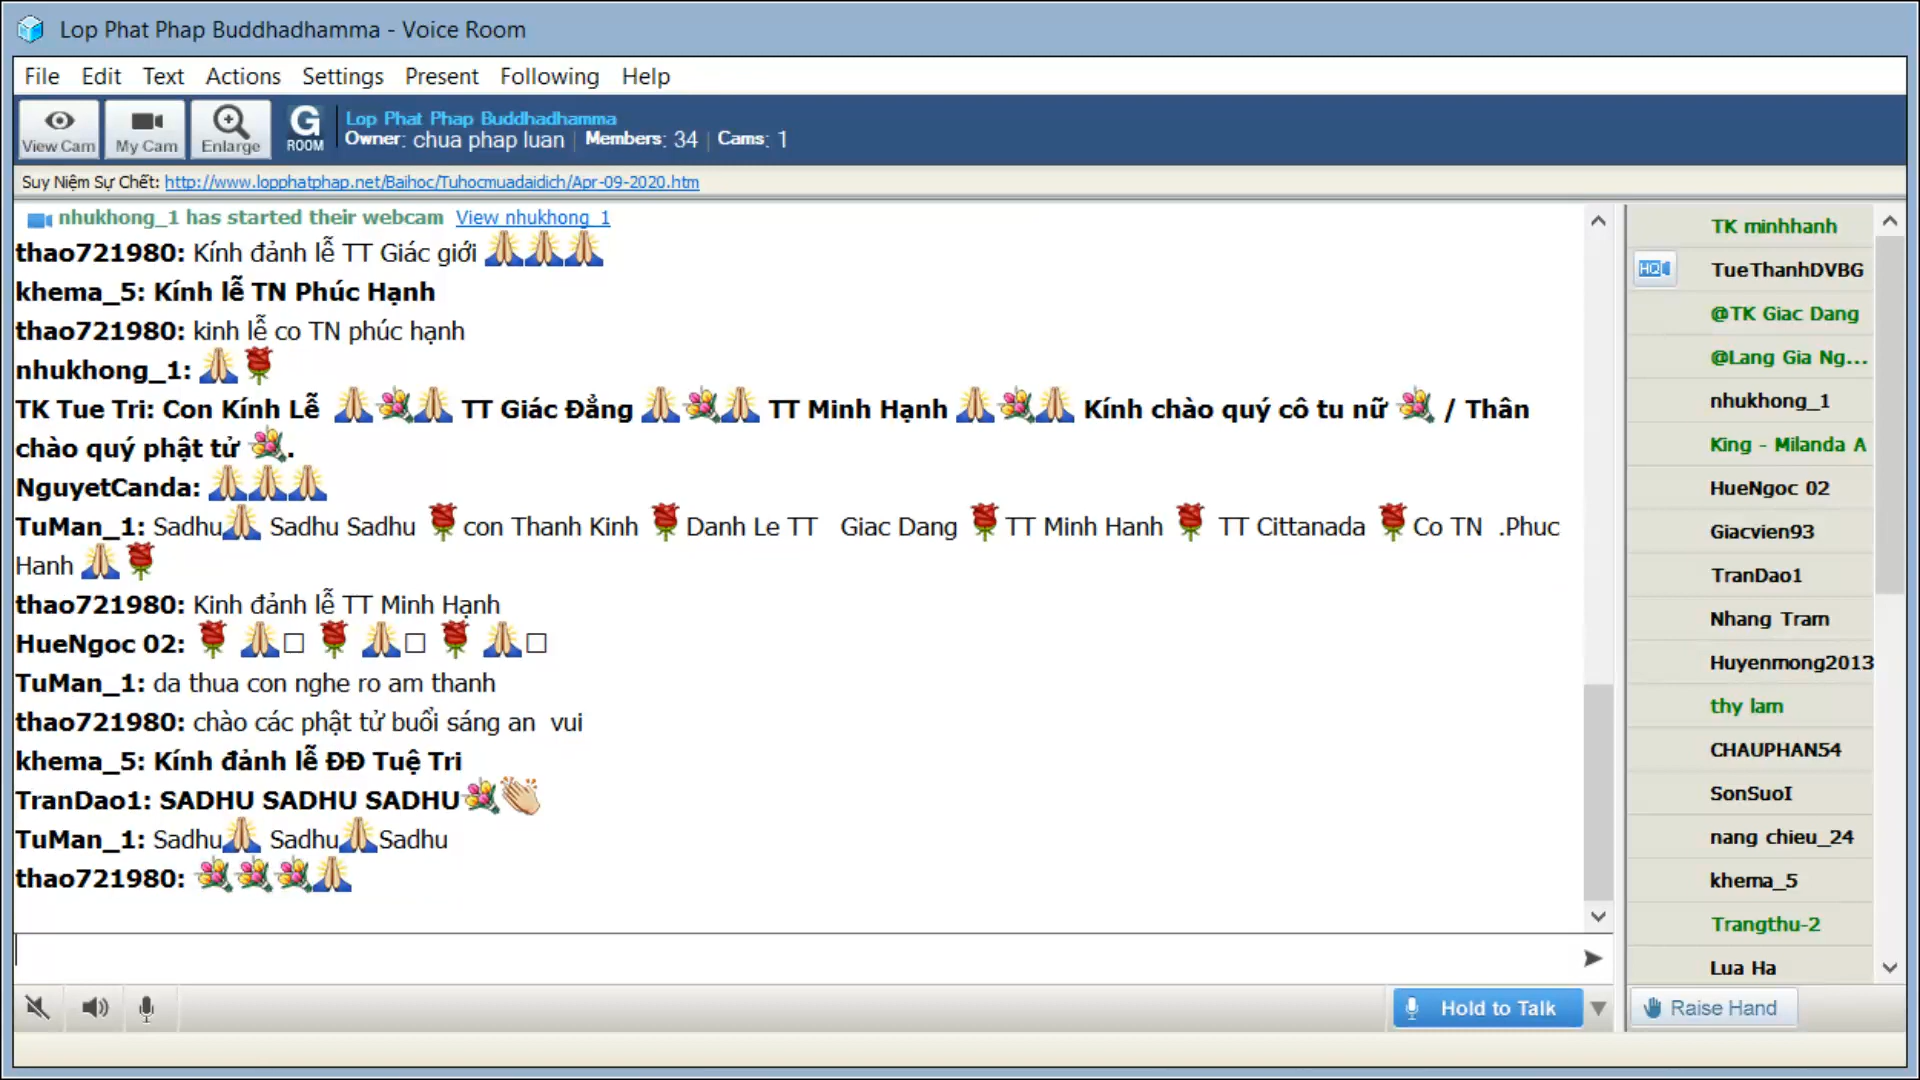 Lop Phat Phap Buddhadhamma - Voice Room
File Edit Text Actions Settings Present Following Help
View Cam My Cam Enlarge G ROOM
Lop Phat Phap Buddhadhamma
Owner: chua phap luan | Members: 34 | Cams: 1
Suy Niệm Sự Chết: http://www.lopphatphap.net/Baihoc/Tuhocmuadaidich/Apr-09-2020.htm
nhukhong_1 has started their webcam View nhukhong_1
thao721980: Kính đảnh lễ TT Giác giới
khema_5: Kính lễ TN Phúc Hạnh
thao721980: kinh lễ co TN phúc hạnh
nhukhong_1:
TK Tue Tri: Con Kính Lễ TT Giác Đẳng TT Minh Hạnh Kính chào quý cô tu nữ / Thân
chào quý phật tử .
NguyetCanda:
TuMan_1: Sadhu Sadhu Sadhu con Thanh Kinh Danh Le TT Giac Dang TT Minh Hanh TT Cittanada Co TN .Phuc
Hanh
thao721980: Kinh đảnh lễ TT Minh Hạnh
HueNgoc 02:
TuMan_1: da thua con nghe ro am thanh
thao721980: chào các phật tử buổi sáng an vui
khema_5: Kính đảnh lễ ĐĐ Tuệ Tri
TranDao1: SADHU SADHU SADHU
TuMan_1: Sadhu Sadhu Sadhu
thao721980:
Hold to Talk
TK minhhanh
HQ TueThanhDVBG
@TK Giac Dang
@Lang Gia Ng...
nhukhong_1
King - Milanda A
HueNgoc 02
Giacvien93
TranDao1
Nhang Tram
Huyenmong2013
thy lam
CHAUPHAN54
SonSuoI
nang chieu_24
khema_5
Trangthu-2
Lua Ha
Raise Hand